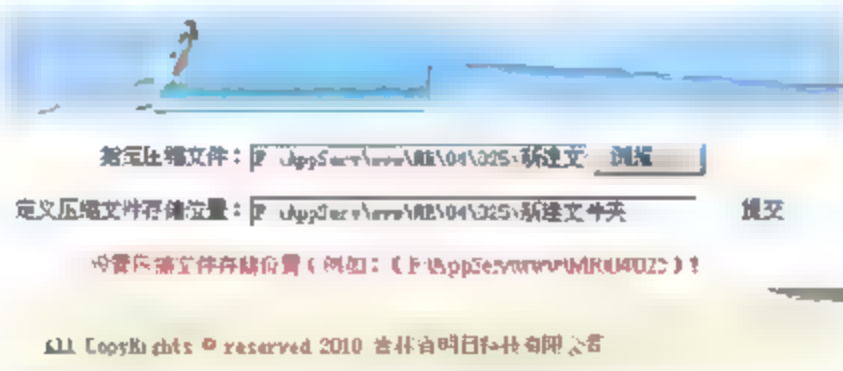 指定压缩文件：F:\AppServ\www\MR\04\025\新建文 浏览
定义压缩文件存储位置：F:\AppServ\www\MR\04\025\新建文件夹 提交
设置压缩文件存储位置（例如：（F:\AppServ\www\MR\04\025）！
All CopyRights © reserved 2010 吉林省明日科技有限公司